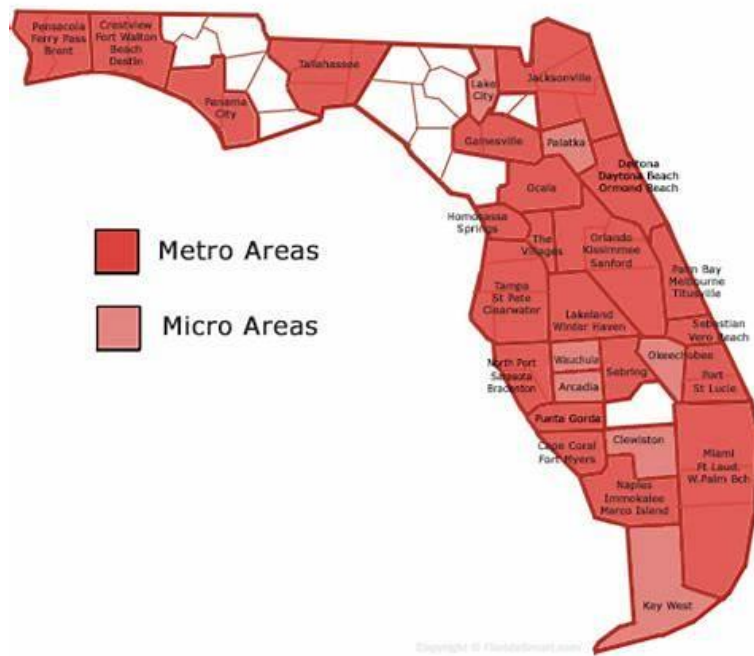 Pensacola
Ferry Pass
Brent
Crestview
Fort Walton
Beach
Destin
Panama
City
Tallahassee
Lake
City
Jacksonville
Gainesville
Palatka
Deltona
Daytona Beach
Ormond Beach
Ocala
Homosassa
Springs
The
Villages
Orlando
Kissimmee
Sanford
Metro Areas
Palm Bay
Melbourne
Titusville
Tampa
St Pete
Clearwater
Lakeland
Winter Haven
Micro Areas
Sebastian
Vero Beach
North Port
Sarasota
Bradenton
Wauchula
Arcadia
Sebring
Okeechobee
Port
St Lucie
Punta Gorda
Cape Coral
Fort Myers
Clewiston
Miami
Ft Laud.
W.Palm Bch
Naples
Immokalee
Marco Island
Key West
Copyright © FloridaSmart.com